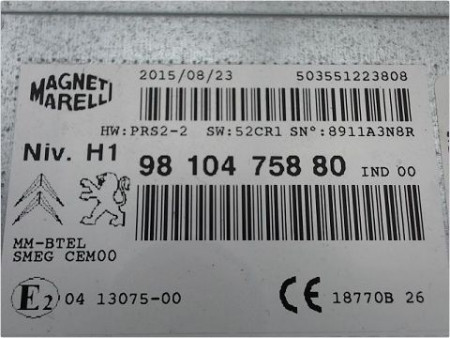 MAGNETI
MARELLI
2015/08/23 503551223808
HW:PRS2-2 SW:52CR1 SN°:8911A3N8R
Niv. H1 98 104 758 80 IND 00
MM-BTEL
SMEG CEM00
E2 04 13075-00 CE 18770B 26